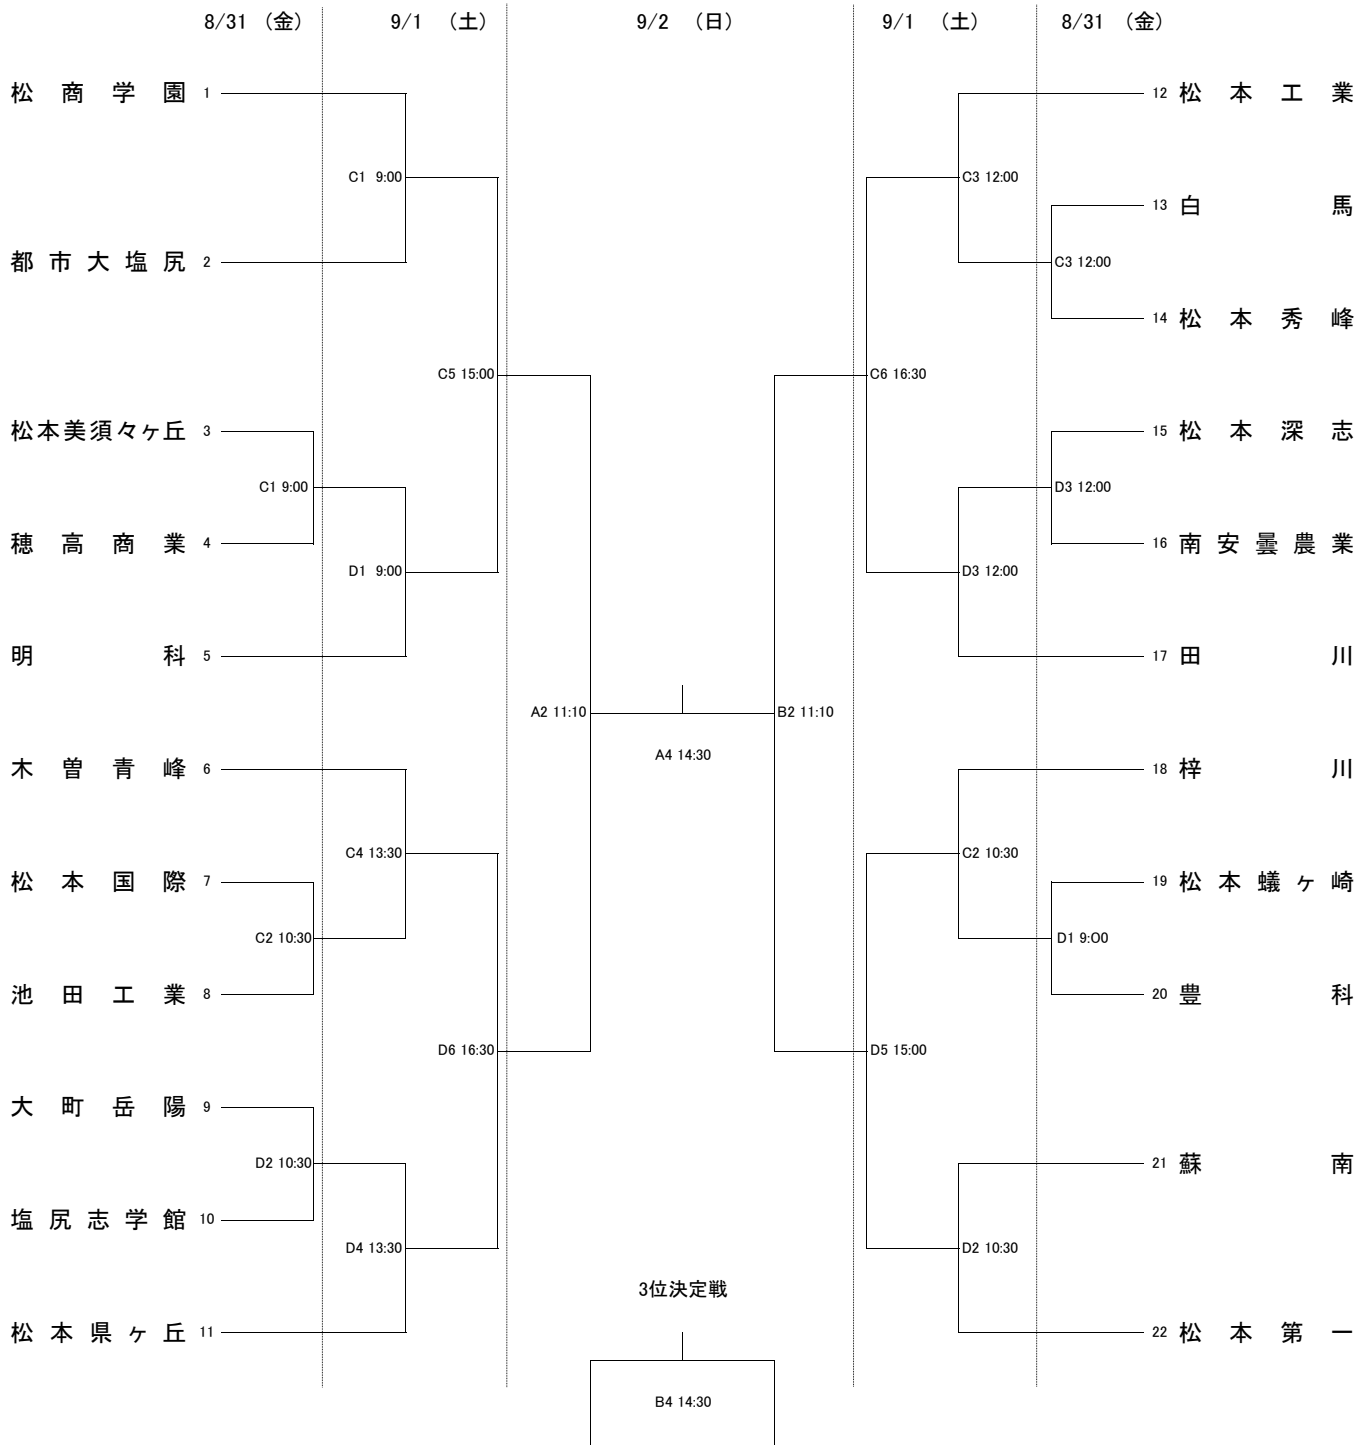 8/31 （金） 9/1 （土） 9/2 （日） 9/1 （土） 8/31 （金）
松商学園 1 12 松本工業
C1 9:00 C3 12:00
13 白馬
都市大塩尻 2 C3 12:00
14 松本秀峰
C5 15:00 C6 16:30
松本美須々ヶ丘 3 15 松本深志
C1 9:00 D3 12:00
穂高商業 4 16 南安曇農業
D1 9:00 D3 12:00
明科 5 17 田川
A2 11:10 B2 11:10
A4 14:30
木曽青峰 6 18 梓川
C4 13:30 C2 10:30
松本国際 7 19 松本蟻ヶ崎
C2 10:30 D1 9:00
池田工業 8 20 豊科
D6 16:30 D5 15:00
大町岳陽 9
D2 10:30 21 蘇南
塩尻志学館 10
D4 13:30 D2 10:30
3位決定戦
松本県ヶ丘 11 22 松本第一
B4 14:30